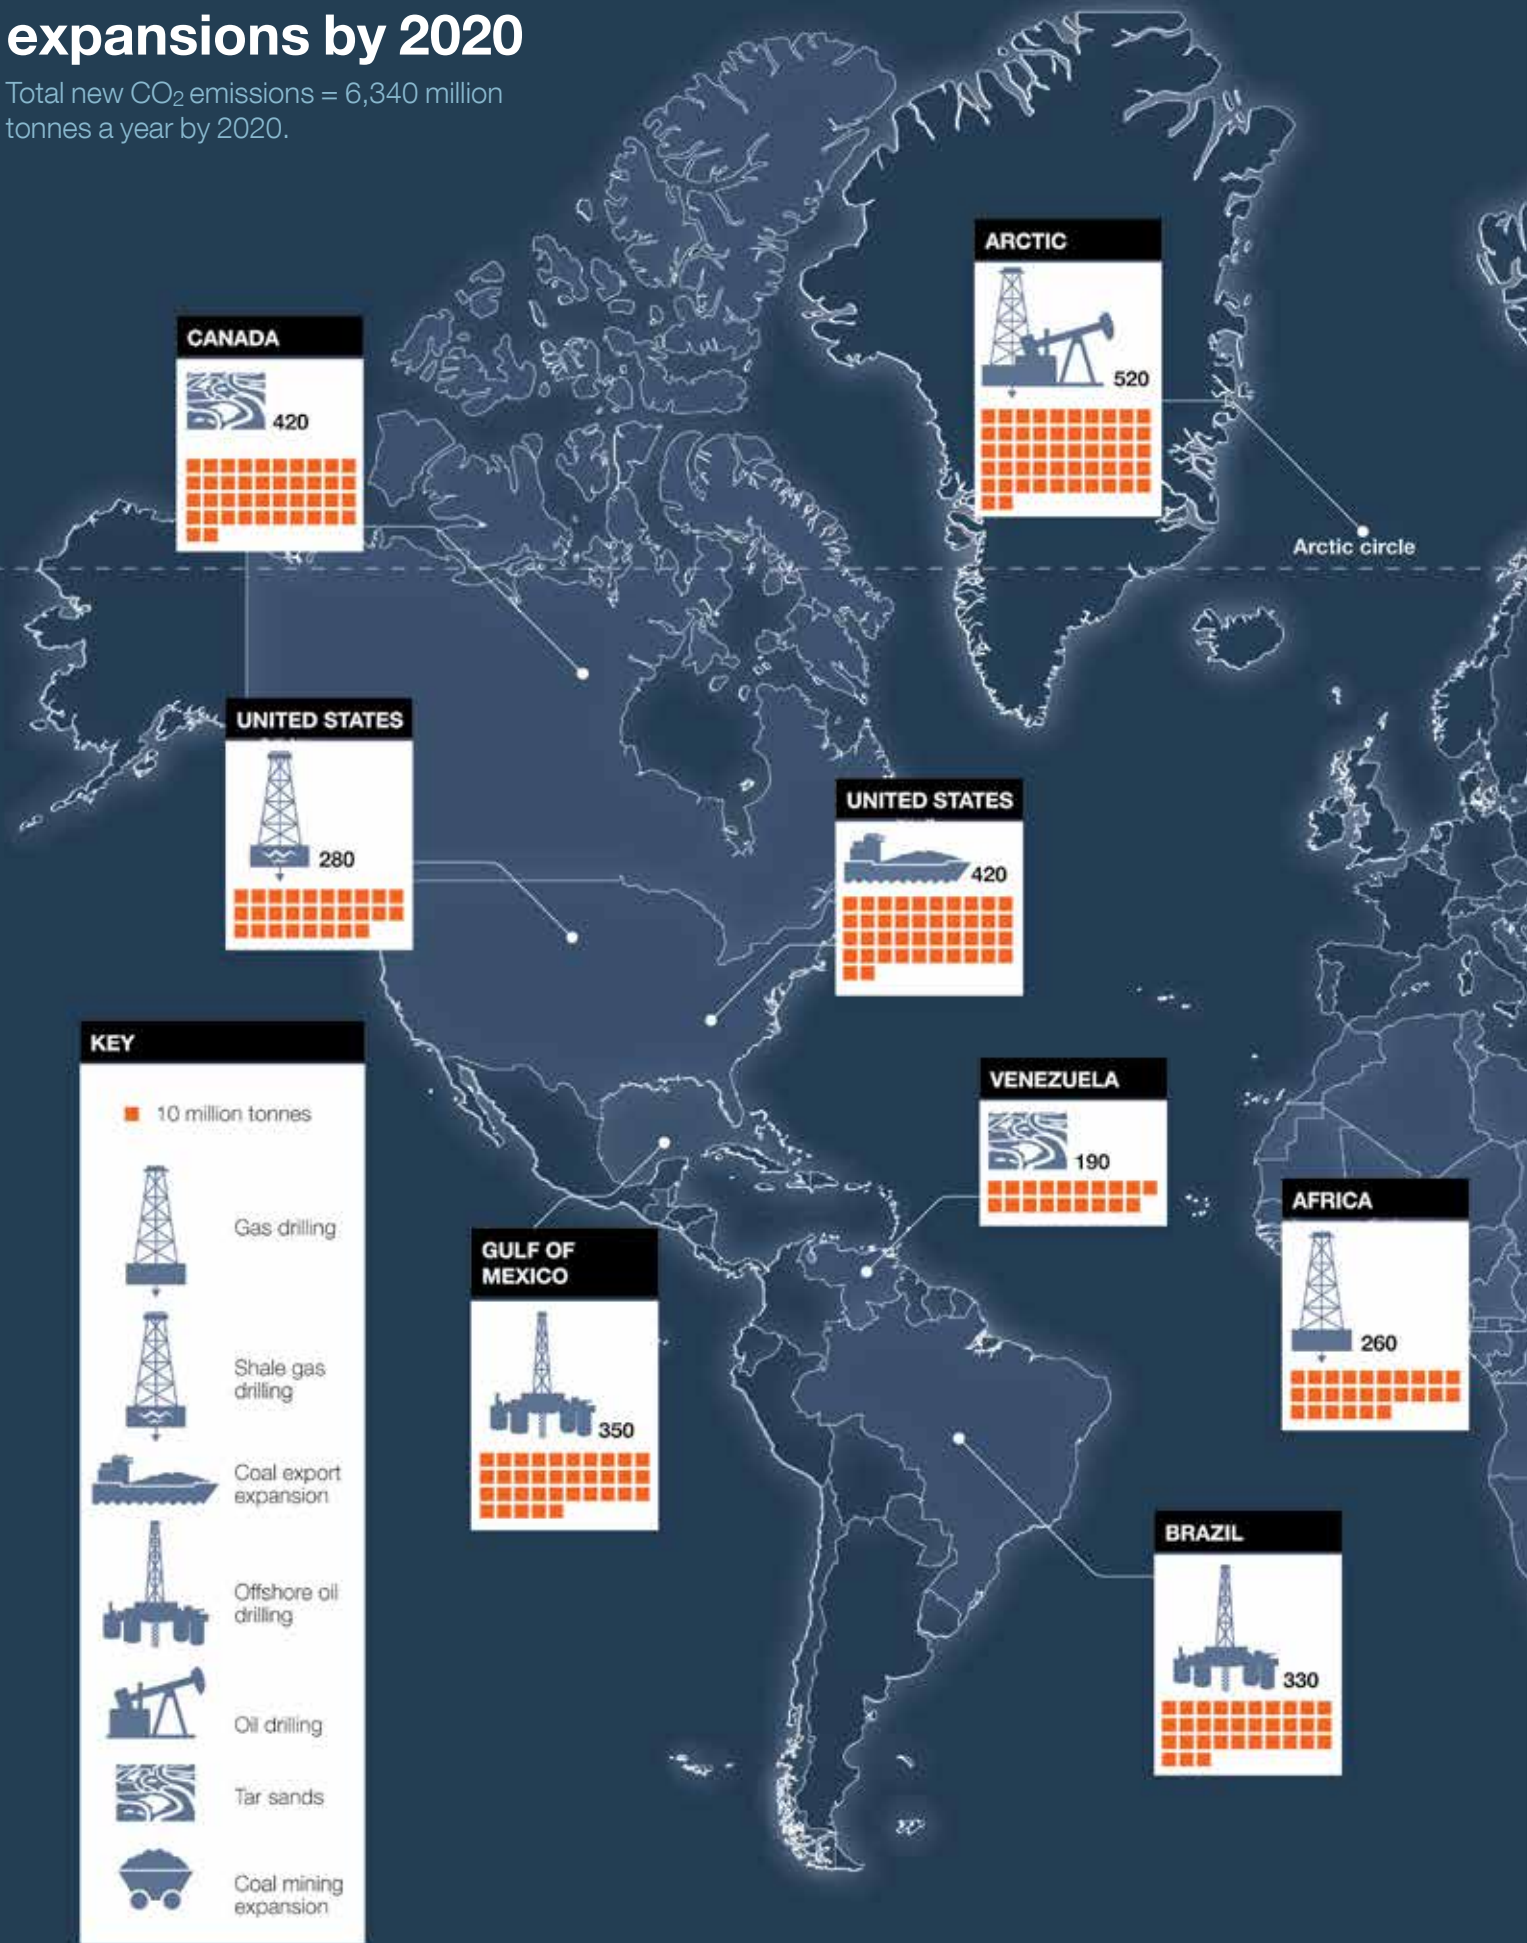 expansions by 2020
Total new CO₂ emissions = 6,340 million
tonnes a year by 2020.
ARCTIC
520
CANADA
420
Arctic circle
UNITED STATES
280
UNITED STATES
420
KEY
10 million tonnes
Gas drilling
Shale gas
drilling
Coal export
expansion
Offshore oil
drilling
Oil drilling
Tar sands
Coal mining
expansion
VENEZUELA
190
AFRICA
260
GULF OF
MEXICO
350
BRAZIL
330